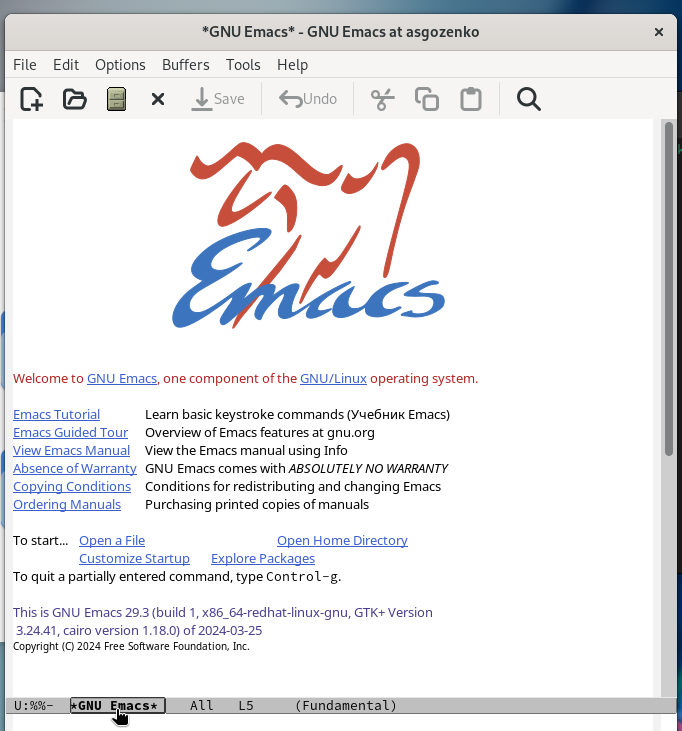 *GNU Emacs* - GNU Emacs at asgozenko
File Edit Options Buffers Tools Help
Save Undo
Emacs
Welcome to GNU Emacs, one component of the GNU/Linux operating system.
Emacs Tutorial Learn basic keystroke commands (Учебник Emacs)
Emacs Guided Tour Overview of Emacs features at gnu.org
View Emacs Manual View the Emacs manual using Info
Absence of Warranty GNU Emacs comes with ABSOLUTELY NO WARRANTY
Copying Conditions Conditions for redistributing and changing Emacs
Ordering Manuals Purchasing printed copies of manuals
To start... Open a File Open Home Directory
Customize Startup Explore Packages
To quit a partially entered command, type Control-g.
This is GNU Emacs 29.3 (build 1, x86_64-redhat-linux-gnu, GTK+ Version
3.24.41, cairo version 1.18.0) of 2024-03-25
Copyright (C) 2024 Free Software Foundation, Inc.
U:%%- *GNU Emacs* All L5 (Fundamental)